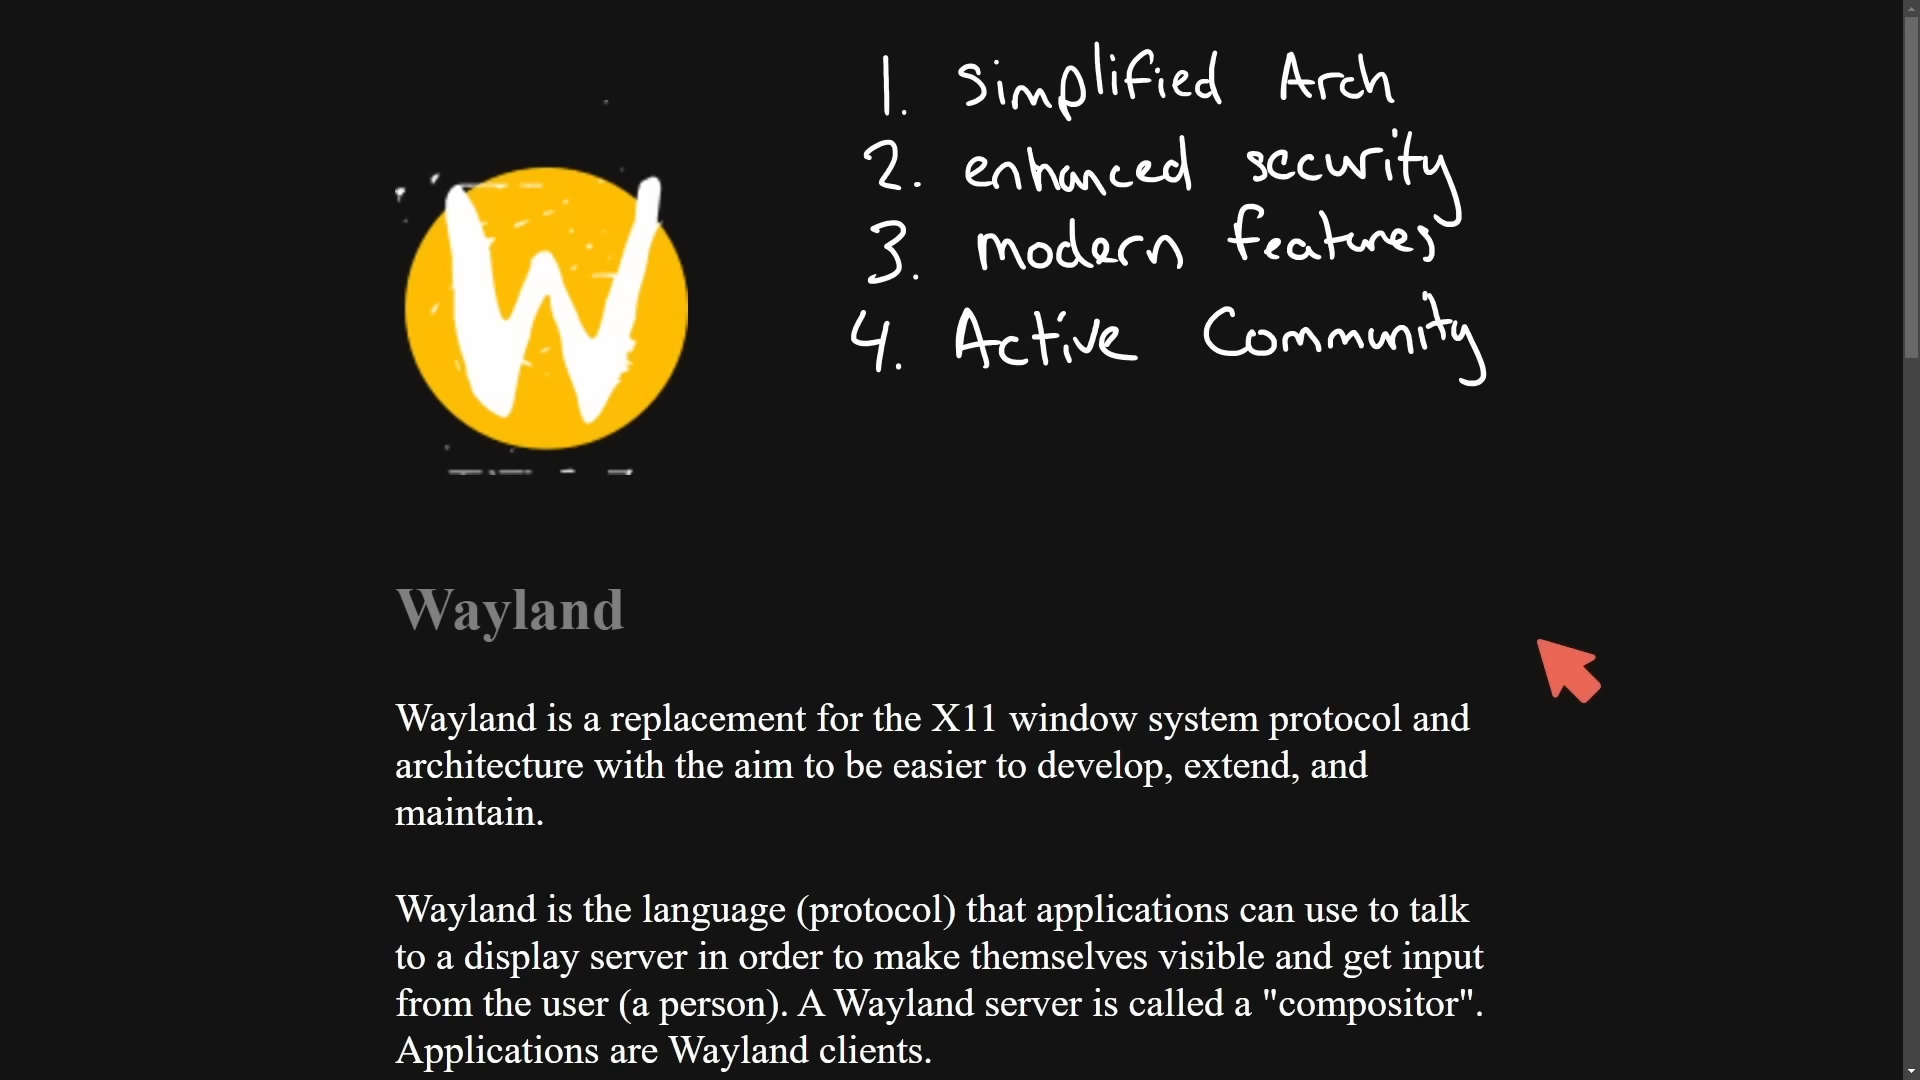 1. Simplified Arch
2. enhanced security
3. modern features
4. Active Community
W
Wayland
Wayland is a replacement for the X11 window system protocol and
architecture with the aim to be easier to develop, extend, and
maintain.
Wayland is the language (protocol) that applications can use to talk
to a display server in order to make themselves visible and get input
from the user (a person). A Wayland server is called a "compositor".
Applications are Wayland clients.